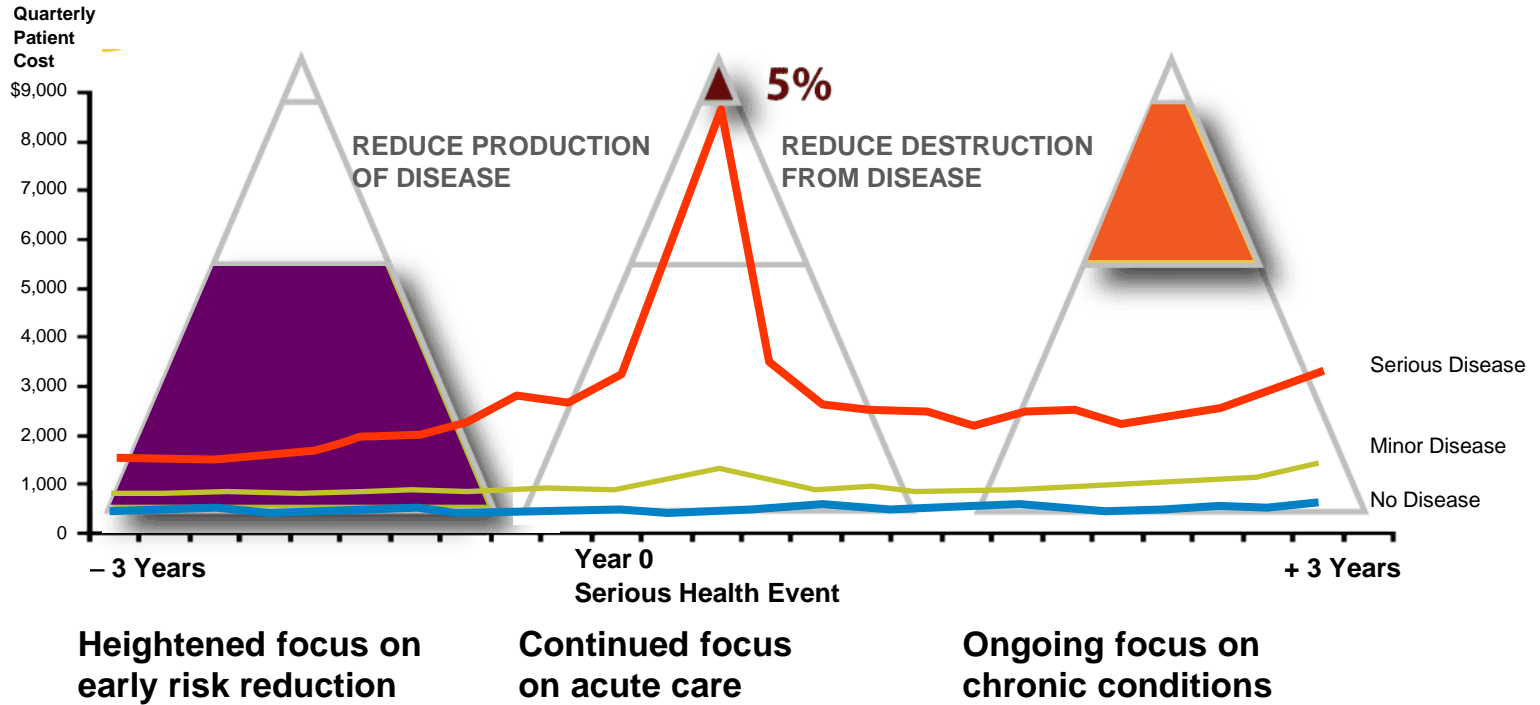 Quarterly
Patient
Cost
$9,000
8,000
7,000
6,000
5,000
4,000
3,000
2,000
1,000
0
5%
REDUCE PRODUCTION
OF DISEASE
REDUCE DESTRUCTION
FROM DISEASE
Serious Disease
Minor Disease
No Disease
– 3 Years
Year 0
Serious Health Event
+ 3 Years
Heightened focus on
early risk reduction
Continued focus
on acute care
Ongoing focus on
chronic conditions